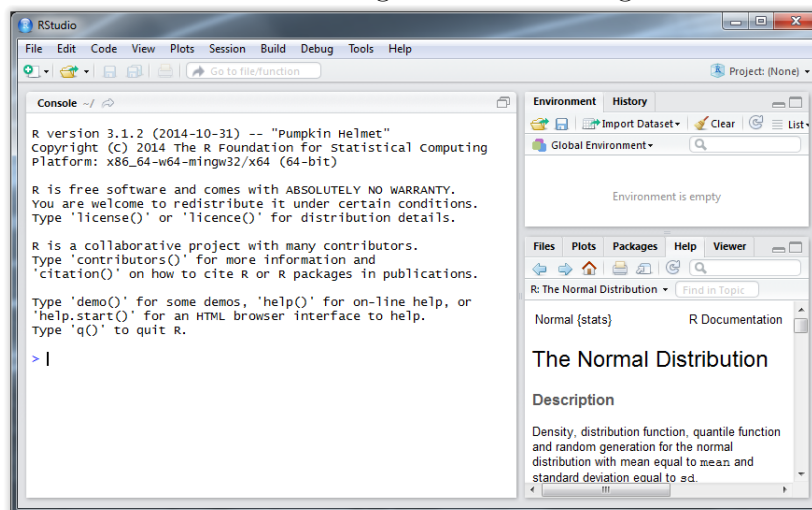 RStudio
File Edit Code View Plots Session Build Debug Tools Help
Go to file/function
Project: (None)
Console ~/
R version 3.1.2 (2014-10-31) -- "Pumpkin Helmet"
Copyright (C) 2014 The R Foundation for Statistical Computing
Platform: x86_64-w64-mingw32/x64 (64-bit)
R is free software and comes with ABSOLUTELY NO WARRANTY.
You are welcome to redistribute it under certain conditions.
Type 'license()' or 'licence()' for distribution details.
R is a collaborative project with many contributors.
Type 'contributors()' for more information and
'citation()' on how to cite R or R packages in publications.
Type 'demo()' for some demos, 'help()' for on-line help, or
'help.start()' for an HTML browser interface to help.
Type 'q()' to quit R.
>
Environment History
Import Dataset Clear List
Global Environment
Environment is empty
Files Plots Packages Help Viewer
R: The Normal Distribution Find in Topic
Normal {stats} R Documentation
The Normal Distribution
Description
Density, distribution function, quantile function
and random generation for the normal
distribution with mean equal to mean and
standard deviation equal to sd.